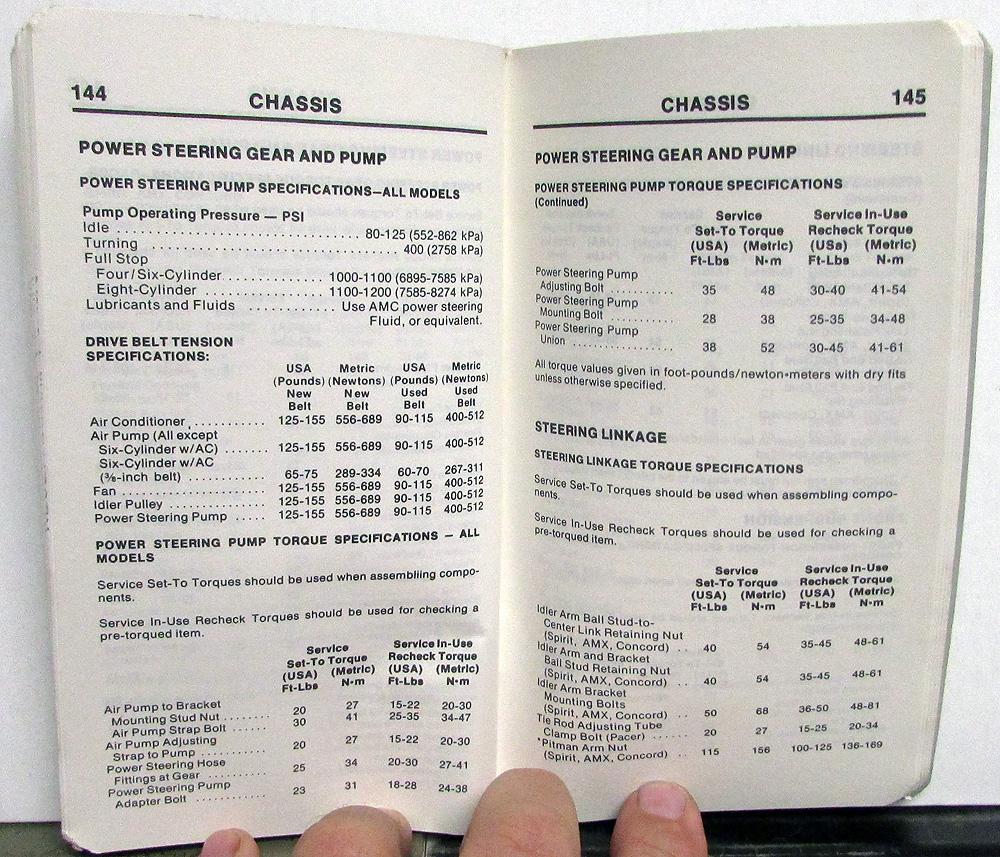 144
CHASSIS
POWER STEERING GEAR AND PUMP
POWER STEERING PUMP SPECIFICATIONS—ALL MODELS
Pump Operating Pressure — PSI
Idle ........................ 80-125 (552-862 kPa)
Turning ........................ 400 (2758 kPa)
Full Stop
Four/Six-Cylinder ............ 1000-1100 (6895-7585 kPa)
Eight-Cylinder ............ 1100-1200 (7585-8274 kPa)
Lubricants and Fluids ............ Use AMC power steering
Fluid, or equivalent.
DRIVE BELT TENSION
SPECIFICATIONS:
USA Metric USA Metric
(Pounds) (Newtons) (Pounds) (Newtons)
New New Used Used
Belt Belt Belt Belt
Air Conditioner ........... 125-155 556-689 90-115 400-512
Air Pump (All except
Six-Cylinder w/AC) ....... 125-155 556-689 90-115 400-512
Six-Cylinder w/AC
(⅜-inch belt) ........... 65-75 289-334 60-70 267-311
Fan ..................... 125-155 556-689 90-115 400-512
Idler Pulley .............. 125-155 556-689 90-115 400-512
Power Steering Pump ..... 125-155 556-689 90-115 400-512
POWER STEERING PUMP TORQUE SPECIFICATIONS — ALL
MODELS
Service Set-To Torques should be used when assembliing compo-
nents.
Service In-Use Recheck Torques should be used for checking a
pre-torqued item.
Service Service In-Use
Set-To Torque Recheck Torque
(USA) (Metric) (USA) (Metric)
Ft-Lbs N•m Ft-Lbs N•m
Air Pump to Bracket
Mounting Stud Nut ........ 20 27 15-22 20-30
Air Pump Strap Bolt ...... 30 41 25-35 34-47
Air Pump Adjusting
Strap to Pump ........... 20 27 15-22 20-30
Power Steering Hose
Fittings at Gear .......... 25 34 20-30 27-41
Power Steering Pump
Adapter Bolt ............ 23 31 18-28 24-38
CHASSIS
145
POWER STEERING GEAR AND PUMP
POWER STEERING PUMP TORQUE SPECIFICATIONS
(Continued)
Service Service In-Use
Set-To Torque Recheck Torque
(USA) (Metric) (USa) (Metric)
Ft-Lbs N•m Ft-Lbs N•m
Power Steering Pump
Adjusting Bolt ........... 35 48 30-40 41-54
Power Steering Pump
Mounting Bolt ........... 28 38 25-35 34-48
Power Steering Pump
Union .................. 38 52 30-45 41-61
All torque values given in foot-pounds/newton•meters with dry fits
unless otherwise specified.
STEERING LINKAGE
STEERING LINKAGE TORQUE SPECIFICATIONS
Service Set-To Torques should be used when assembling compo-
nents.
Service In-Use Recheck Torques should be used for checking a
pre-torqued item.
Service Service In-Use
Set-To Torque Recheck Torque
(USA) (Metric) (USA) (Metric)
Ft-Lbs N•m Ft-Lbs N•m
Idler Arm Ball Stud-to-
Center Link Retaining Nut
(Spirit, AMX, Concord) .. 40 54 35-45 48-61
Idler Arm and Bracket
Ball Stud Retaining Nut
(Spirit, AMX, Concord) .. 40 54 35-45 48-61
Idler Arm Bracket
Mounting Bolts
(Spirit, AMX, Concord) .. 50 68 36-50 48-81
Tie Rod Adjusting Tube
Clamp Bolt (Pacer) ...... 20 27 15-25 20-34
*Pitman Arm Nut
(Spirit, AMX, Concord) .. 115 156 100-125 136-169